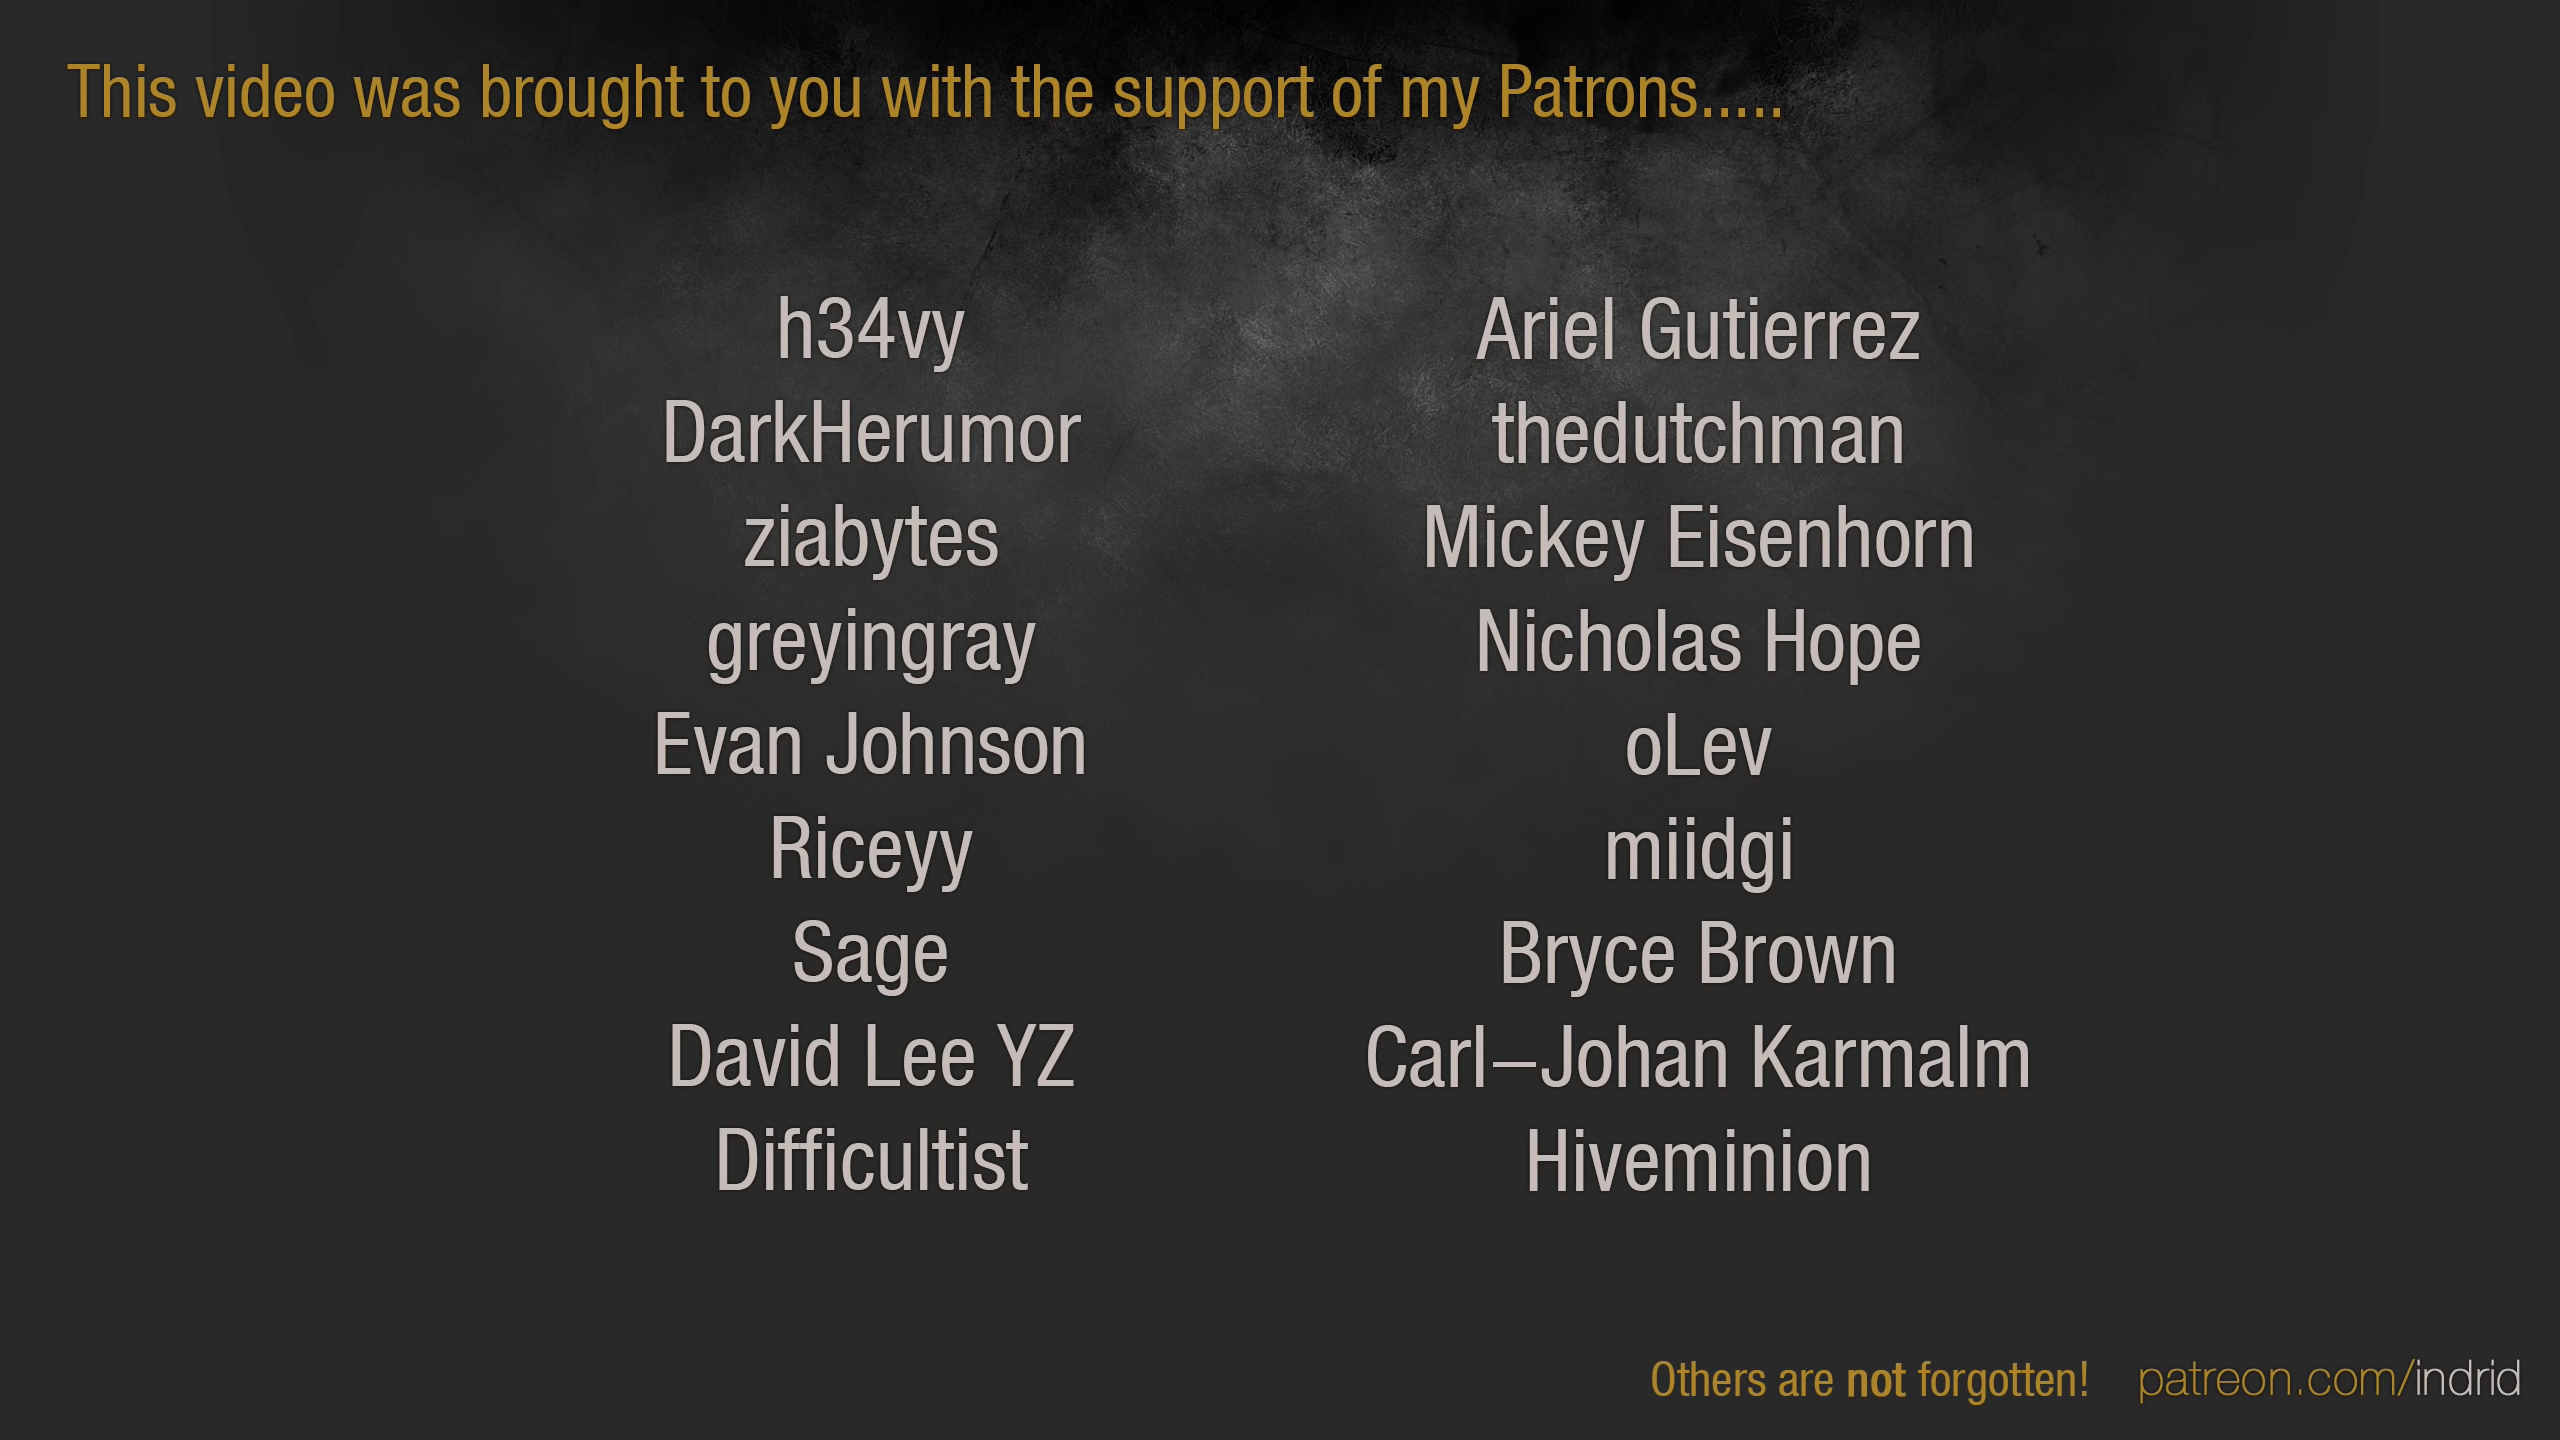 This video was brought to you with the support of my Patrons.....
h34vy
DarkHerumor
ziabytes
greyingray
Evan Johnson
Riceyy
Sage
David Lee YZ
Difficultist
Ariel Gutierrez
thedutchman
Mickey Eisenhorn
Nicholas Hope
oLev
miidgi
Bryce Brown
Carl–Johan Karmalm
Hiveminion
Others are not forgotten! patreon.com/indrid